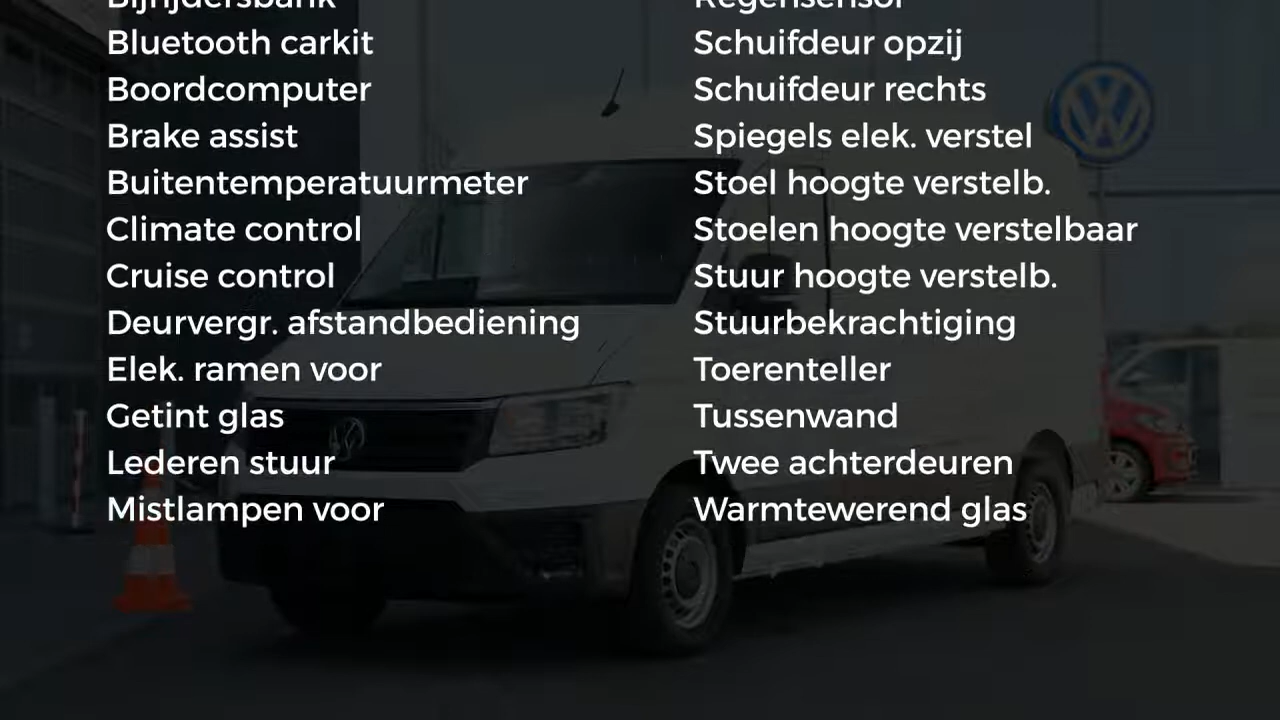 Bijrijdersbank
Bluetooth carkit
Boordcomputer
Brake assist
Buitentemperatuurmeter
Climate control
Cruise control
Deurvergr. afstandbediening
Elek. ramen voor
Getint glas
Lederen stuur
Mistlampen voor
Regensensor
Schuifdeur opzij
Schuifdeur rechts
Spiegels elek. verstel
Stoel hoogte verstelb.
Stoelen hoogte verstelbaar
Stuur hoogte verstelb.
Stuurbekrachtiging
Toerenteller
Tussenwand
Twee achterdeuren
Warmtewerend glas